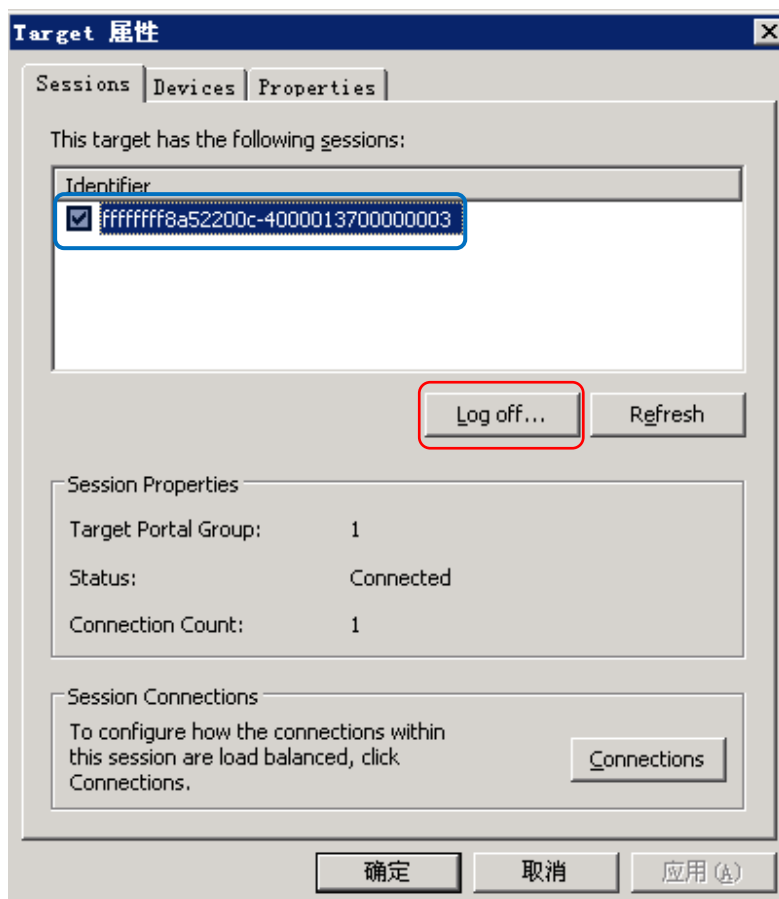 Target 属性
Sessions Devices Properties
This target has the following sessions:
Identifier
ffffffff8a52200c-4000013700000003
Log off... Refresh
Session Properties
Target Portal Group: 1
Status: Connected
Connection Count: 1
Session Connections
To configure how the connections within
this session are load balanced, click
Connections.
Connections
确定 取消 应用(A)